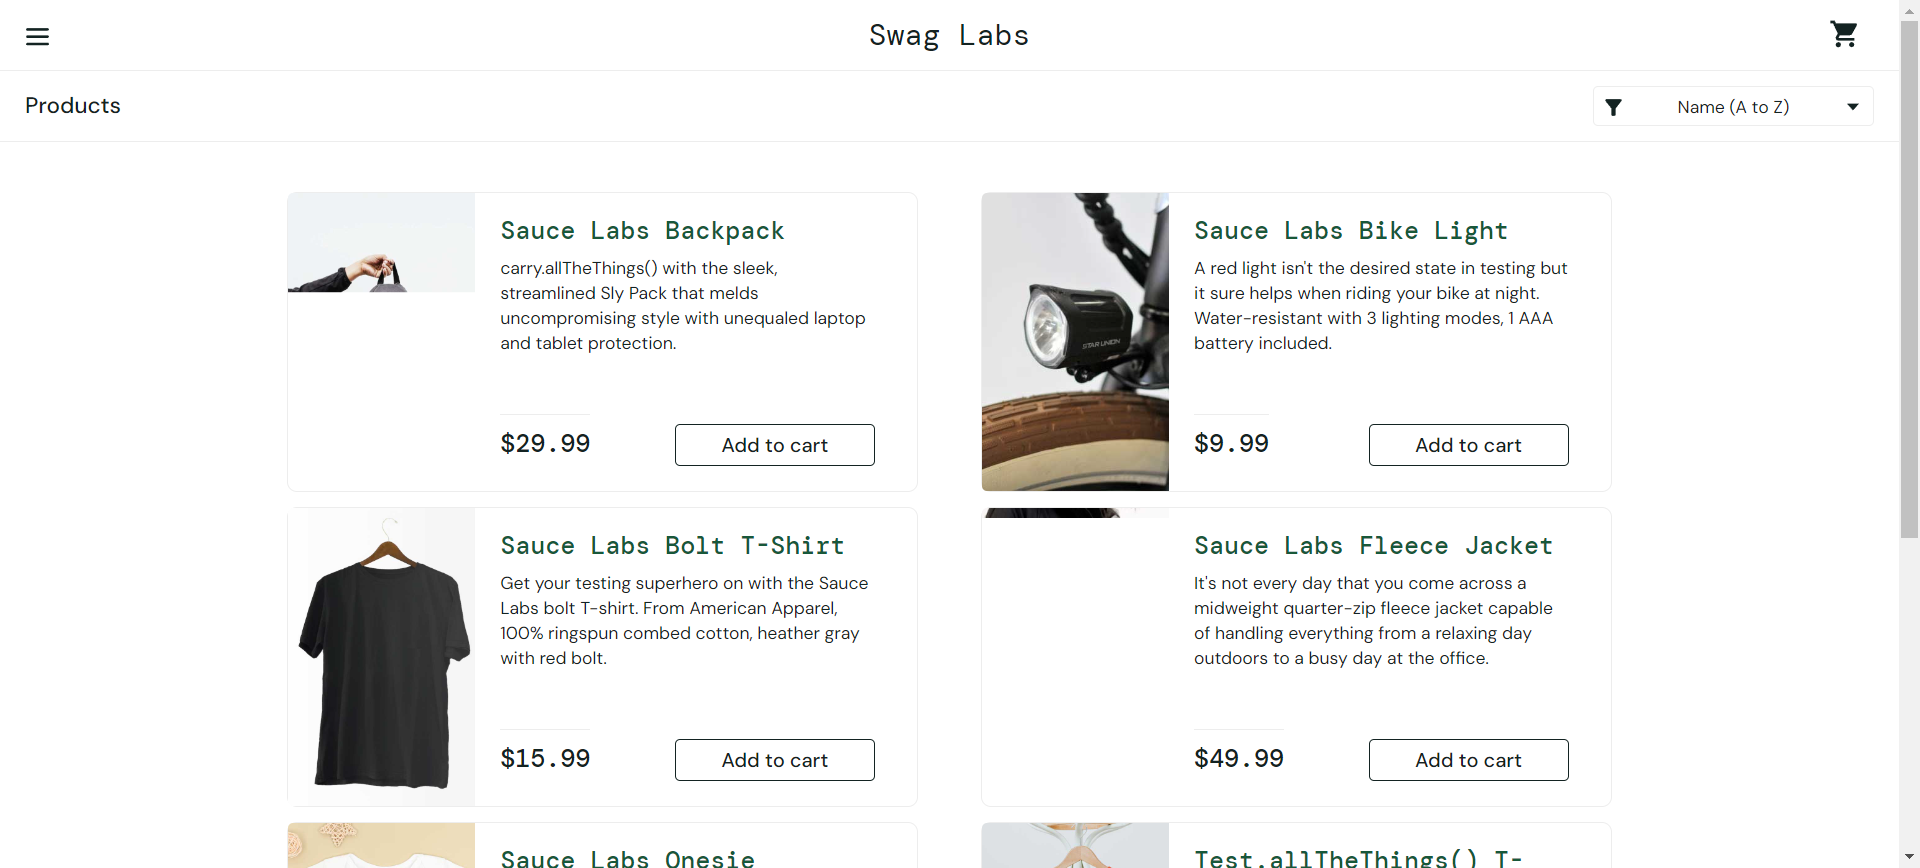 Swag Labs
Products
Name (A to Z)
Sauce Labs Backpack
carry.allTheThings() with the sleek,
streamlined Sly Pack that melds
uncompromising style with unequaled laptop
and tablet protection.
$29.99
Add to cart
Sauce Labs Bike Light
A red light isn't the desired state in testing but
it sure helps when riding your bike at night.
Water-resistant with 3 lighting modes, 1 AAA
battery included.
STAR UNION
$9.99
Add to cart
Sauce Labs Bolt T-Shirt
Get your testing superhero on with the Sauce
Labs bolt T-shirt. From American Apparel,
100% ringspun combed cotton, heather gray
with red bolt.
$15.99
Add to cart
Sauce Labs Fleece Jacket
It's not every day that you come across a
midweight quarter-zip fleece jacket capable
of handling everything from a relaxing day
outdoors to a busy day at the office.
$49.99
Add to cart
Sauce Labs Onesie
Test.allTheThings() T-